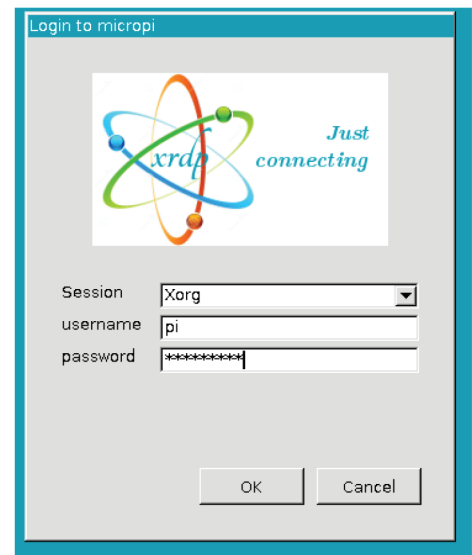 Login to micropi
Just
xrdp connecting
Session Xorg
username pi
password *********
OK Cancel